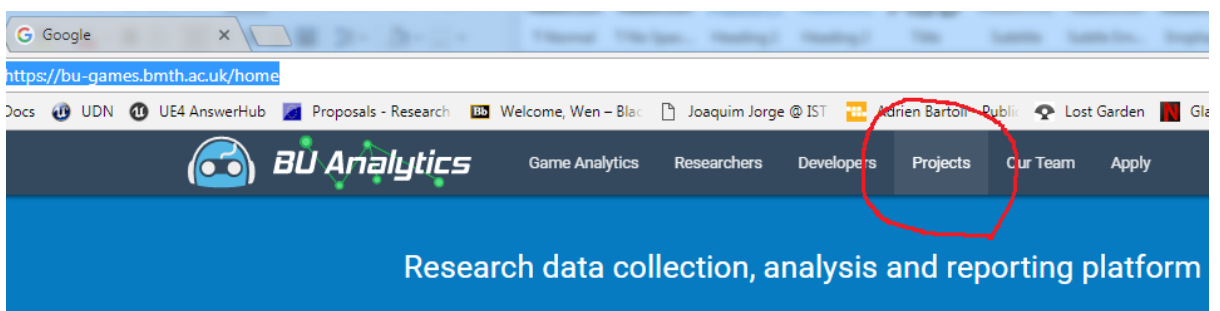 Google
https://bu-games.bmth.ac.uk/home
Docs UDN UE4 AnswerHub Proposals - Research Welcome, Wen – Blac Joaquim Jorge @ IST Adrien Bartoli Public Lost Garden Gla
BU Analytics Game Analytics Researchers Developers Projects Our Team Apply
Research data collection, analysis and reporting platform